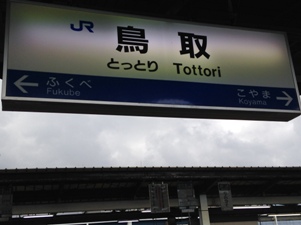 JR
鳥取
とっとり Tottori
← ふくべ
Fukube
こやま →
Koyama